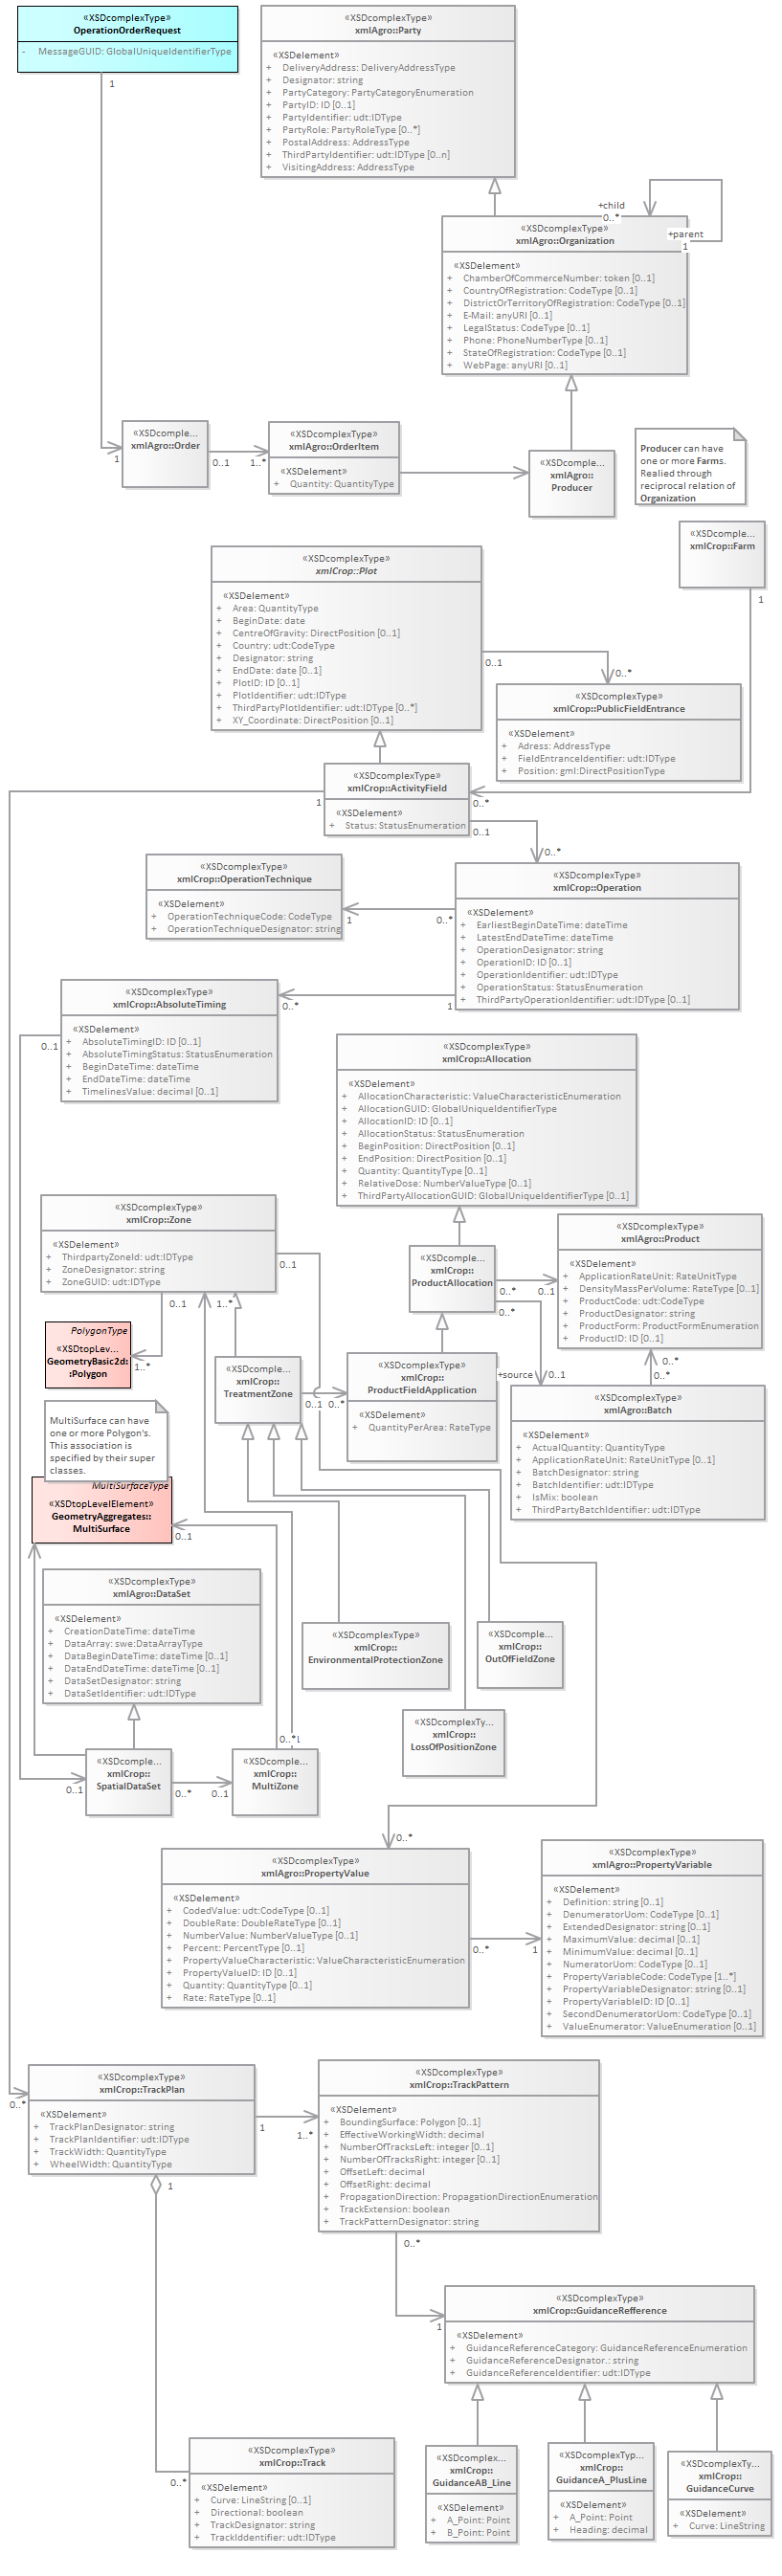 «XSDcomplexType»
OperationOrderRequest
- MessageGUID: GlobalUniqueIdentifierType
1
«XSDcomplexType»
xmlAgro::Party
«XSDelement»
+ DeliveryAddress: DeliveryAddressType
+ Designator: string
+ PartyCategory: PartyCategoryEnumeration
+ PartyID: ID [0..1]
+ PartyIdentifier: udt:IDType
+ PartyRole: PartyRoleType [0..*]
+ PostalAddress: AddressType
+ ThirdPartyIdentifier: udt:IDType [0..n]
+ VisitingAddress: AddressType
+child
0..*
+parent
1
«XSDcomplexType»
xmlAgro::Organization
«XSDelement»
+ ChamberOfCommerceNumber: token [0..1]
+ CountryOfRegistration: CodeType [0..1]
+ DistrictOrTerritoryOfRegistration: CodeType [0..1]
+ E-Mail: anyURI [0..1]
+ LegalStatus: CodeType [0..1]
+ Phone: PhoneNumberType [0..1]
+ StateOfRegistration: CodeType [0..1]
+ WebPage: anyURI [0..1]
«XSDcomple...
xmlAgro::Order
1
0..1
1..*
«XSDcomplexType»
xmlAgro::OrderItem
«XSDelement»
+ Quantity: QuantityType
«XSDcomple...
xmlAgro::
Producer
Producer can have
one or more Farms.
Realied through
reciprocal relation of
Organization
«XSDcomple...
xmlCrop::Farm
1
«XSDcomplexType»
xmlCrop::Plot
«XSDelement»
+ Area: QuantityType
+ BeginDate: date
+ CentreOfGravity: DirectPosition [0..1]
+ Country: udt:CodeType
+ Designator: string
+ EndDate: date [0..1]
+ PlotID: ID [0..1]
+ PlotIdentifier: udt:IDType
+ ThirdPartyPlotIdentifier: udt:IDType [0..*]
+ XY_Coordinate: DirectPosition [0..1]
0..1
0..*
«XSDcomplexType»
xmlCrop::PublicFieldEntrance
«XSDelement»
+ Adress: AddressType
+ FieldEntranceIdentifier: udt:IDType
+ Position: gml:DirectPositionType
«XSDcomplexType»
xmlCrop::ActivityField
«XSDelement»
+ Status: StatusEnumeration
1
0..*
0..1
0..*
«XSDcomplexType»
xmlCrop::OperationTechnique
«XSDelement»
+ OperationTechniqueCode: CodeType
+ OperationTechniqueDesignator: string
1
0..*
«XSDcomplexType»
xmlCrop::Operation
«XSDelement»
+ EarliestBeginDateTime: dateTime
+ LatestEndDateTime: dateTime
+ OperationDesignator: string
+ OperationID: ID [0..1]
+ OperationIdentifier: udt:IDType
+ OperationStatus: StatusEnumeration
+ ThirdPartyOperationIdentifier: udt:IDType [0..1]
1
0..*
«XSDcomplexType»
xmlCrop::AbsoluteTiming
«XSDelement»
+ AbsoluteTimingID: ID [0..1]
+ AbsoluteTimingStatus: StatusEnumeration
+ BeginDateTime: dateTime
+ EndDateTime: dateTime
+ TimelinesValue: decimal [0..1]
0..1
«XSDcomplexType»
xmlCrop::Allocation
«XSDelement»
+ AllocationCharacteristic: ValueCharacteristicEnumeration
+ AllocationGUID: GlobalUniqueIdentifierType
+ AllocationID: ID [0..1]
+ AllocationStatus: StatusEnumeration
+ BeginPosition: DirectPosition [0..1]
+ EndPosition: DirectPosition [0..1]
+ Quantity: QuantityType [0..1]
+ RelativeDose: NumberValueType [0..1]
+ ThirdPartyAllocationGUID: GlobalUniqueIdentifierType [0..1]
«XSDcomplexType»
xmlCrop::Zone
«XSDelement»
+ ThirdpartyZoneId: udt:IDType
+ ZoneDesignator: string
+ ZoneGUID: udt:IDType
0..1
0..1
1..*
«XSDcomple...
xmlCrop::
ProductAllocation
0..*
0..1
0..*
«XSDcomplexType»
xmlAgro::Product
«XSDelement»
+ ApplicationRateUnit: RateUnitType
+ DensityMassPerVolume: RateType [0..1]
+ ProductCode: udt:CodeType
+ ProductDesignator: string
+ ProductForm: ProductFormEnumeration
+ ProductID: ID [0..1]
PolygonType
«XSDtopLev...
GeometryBasic2d:
:Polygon
1..*
«XSDcomple...
xmlCrop::
TreatmentZone
0..1
0..*
«XSDcomplexType»
xmlCrop::
ProductFieldApplication
«XSDelement»
+ QuantityPerArea: RateType
+source
0..1
0..*
0..*
«XSDcomplexType»
xmlAgro::Batch
«XSDelement»
+ ActualQuantity: QuantityType
+ ApplicationRateUnit: RateUnitType [0..1]
+ BatchDesignator: string
+ BatchIdentifier: udt:IDType
+ IsMix: boolean
+ ThirdPartyBatchIdentifier: udt:IDType
MultiSurface can have
one or more Polygon's.
This association is
specified by their super
classes.
MultiSurfaceType
«XSDtopLevelElement»
GeometryAggregates::
MultiSurface
0..1
«XSDcomplexType»
xmlAgro::DataSet
«XSDelement»
+ CreationDateTime: dateTime
+ DataArray: swe:DataArrayType
+ DataBeginDateTime: dateTime [0..1]
+ DataEndDateTime: dateTime [0..1]
+ DataSetDesignator: string
+ DataSetIdentifier: udt:IDType
«XSDcomplexType»
xmlCrop::
EnvironmentalProtectionZone
«XSDcomple...
xmlCrop::
OutOfFieldZone
«XSDcomplexTy...
xmlCrop::
LossOfPositionZone
«XSDcomple...
xmlCrop::
SpatialDataSet
0..1
0..*
0..1
0..*1
«XSDcomple...
xmlCrop::
MultiZone
0..*
«XSDcomplexType»
xmlAgro::PropertyValue
«XSDelement»
+ CodedValue: udt:CodeType [0..1]
+ DoubleRate: DoubleRateType [0..1]
+ NumberValue: NumberValueType [0..1]
+ Percent: PercentType [0..1]
+ PropertyValueCharacteristic: ValueCharacteristicEnumeration
+ PropertyValueID: ID [0..1]
+ Quantity: QuantityType [0..1]
+ Rate: RateType [0..1]
0..*
1
«XSDcomplexType»
xmlAgro::PropertyVariable
«XSDelement»
+ Definition: string [0..1]
+ DenumeratorUom: CodeType [0..1]
+ ExtendedDesignator: string [0..1]
+ MaximumValue: decimal [0..1]
+ MinimumValue: decimal [0..1]
+ NumeratorUom: CodeType [0..1]
+ PropertyVariableCode: CodeType [1..*]
+ PropertyVariableDesignator: string [0..1]
+ PropertyVariableID: ID [0..1]
+ SecondDenumeratorUom: CodeType [0..1]
+ ValueEnumerator: ValueEnumeration [0..1]
0..*
«XSDcomplexType»
xmlCrop::TrackPlan
«XSDelement»
+ TrackPlanDesignator: string
+ TrackPlanIdentifier: udt:IDType
+ TrackWidth: QuantityType
+ WheelWidth: QuantityType
1
1..*
1
«XSDcomplexType»
xmlCrop::TrackPattern
«XSDelement»
+ BoundingSurface: Polygon [0..1]
+ EffectiveWorkingWidth: decimal
+ NumberOfTracksLeft: integer [0..1]
+ NumberOfTracksRight: integer [0..1]
+ OffsetLeft: decimal
+ OffsetRight: decimal
+ PropagationDirection: PropagationDirectionEnumeration
+ TrackExtension: boolean
+ TrackPatternDesignator: string
0..*
1
«XSDcomplexType»
xmlCrop::GuidanceRefference
«XSDelement»
+ GuidanceReferenceCategory: GuidanceReferenceEnumeration
+ GuidanceReferenceDesignator.: string
+ GuidanceReferenceIdentifier: udt:IDType
«XSDcomplexType»
xmlCrop::Track
«XSDelement»
+ Curve: LineString [0..1]
+ Directional: boolean
+ TrackDesignator: string
+ TrackIddentifier: udt:IDType
0..*
«XSDcomplex...
xmlCrop::
GuidanceAB_Line
«XSDelement»
+ A_Point: Point
+ B_Point: Point
«XSDcomplexTyp...
xmlCrop::
GuidanceA_PlusLine
«XSDelement»
+ A_Point: Point
+ Heading: decimal
«XSDcomplexTy...
xmlCrop::
GuidanceCurve
«XSDelement»
+ Curve: LineString